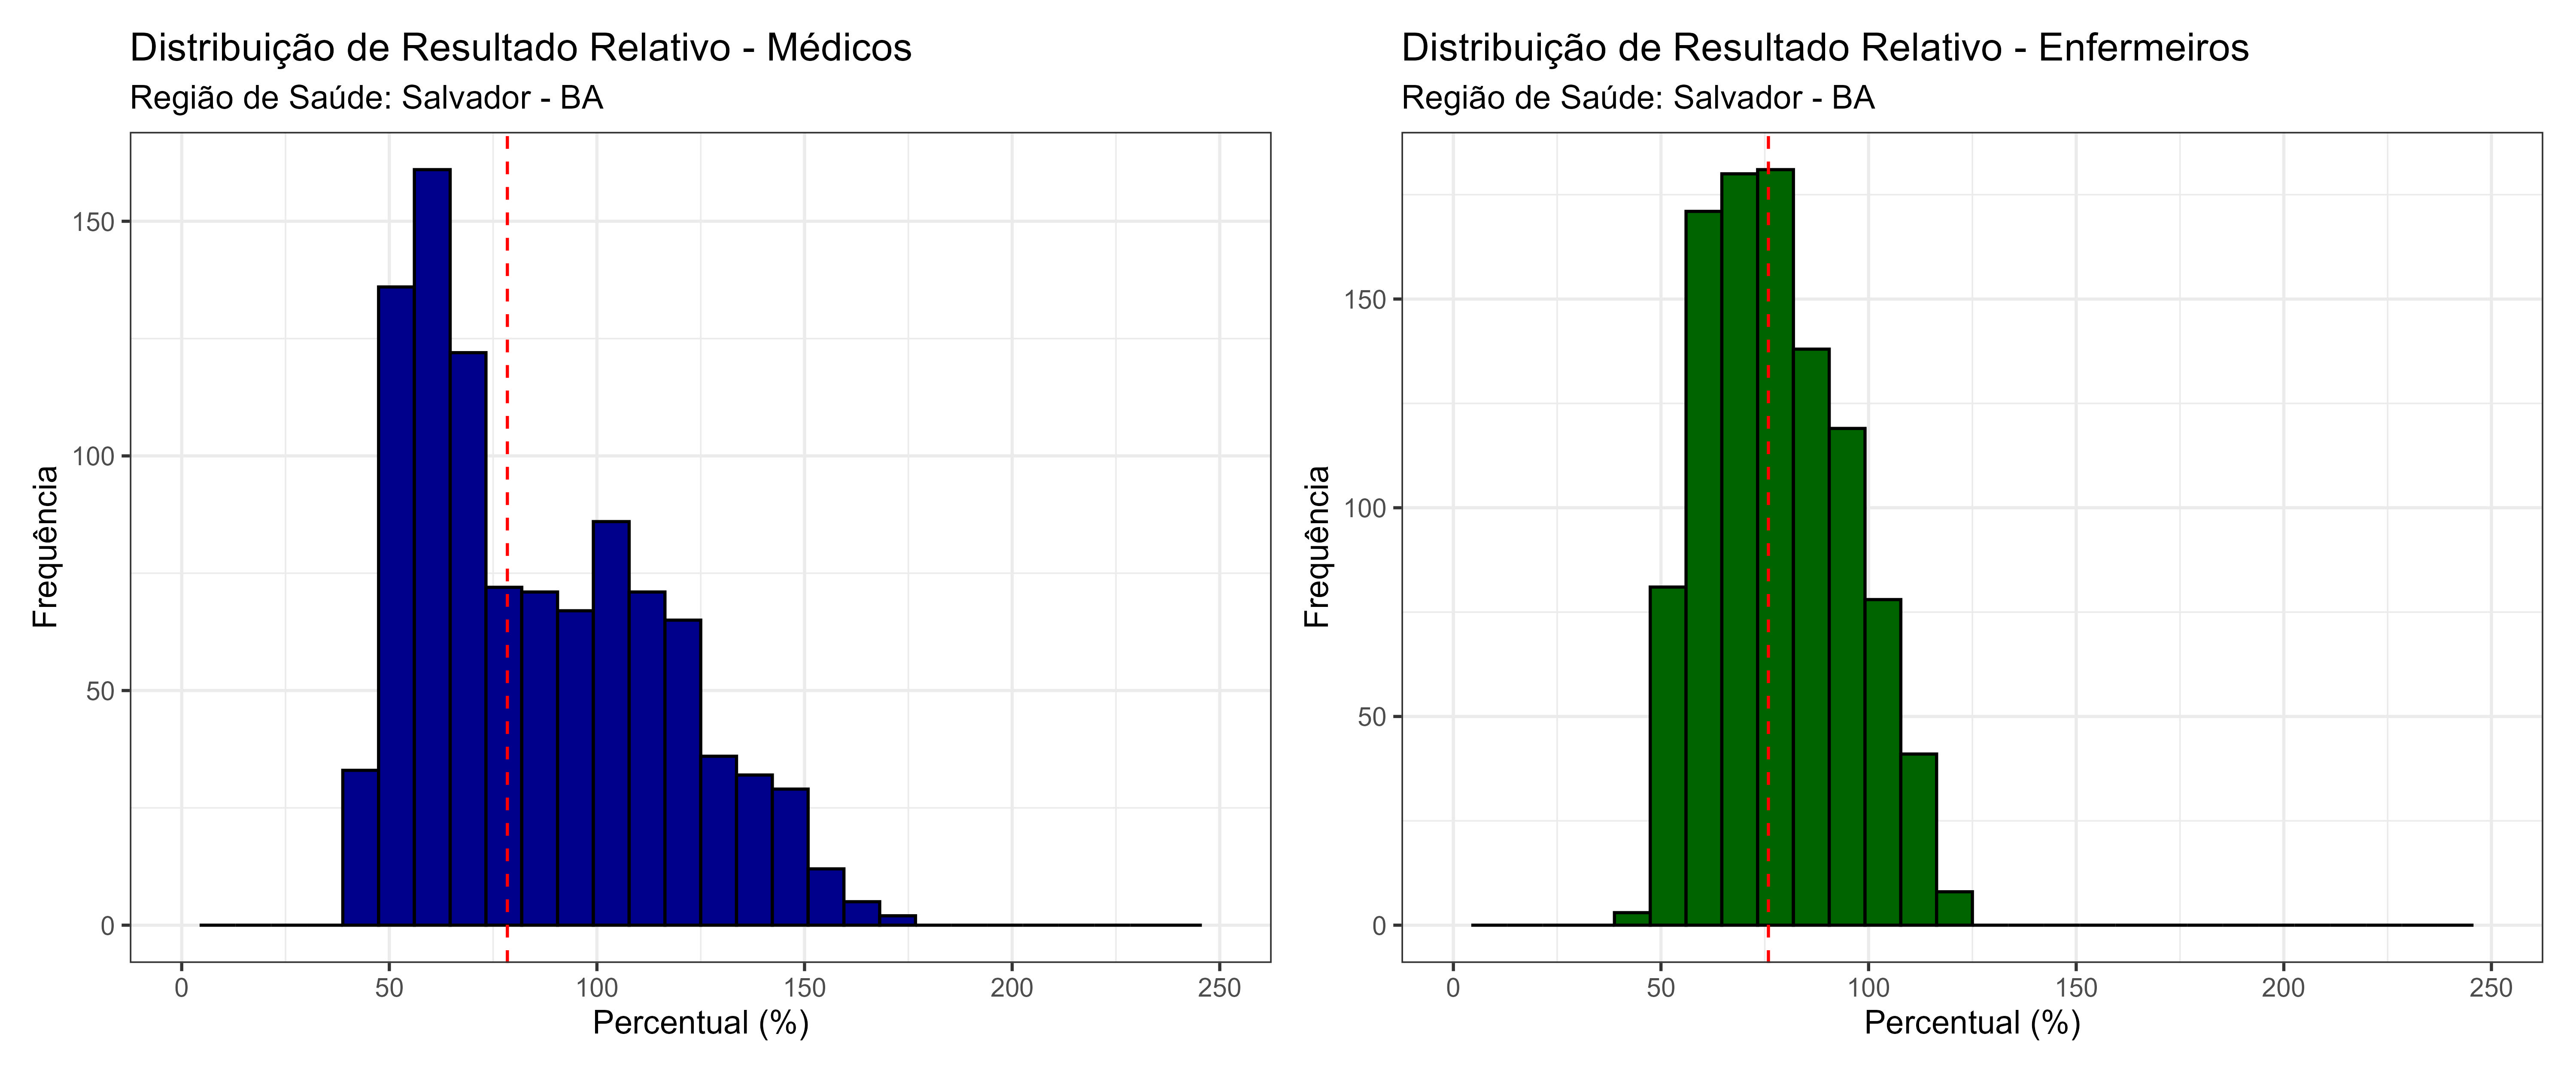 Distribuição de Resultado Relativo - Médicos
Região de Saúde: Salvador - BA
150
100
50
0
Frequência
0 50 100 150 200 250
Percentual (%)
Distribuição de Resultado Relativo - Enfermeiros
Região de Saúde: Salvador - BA
150
100
50
0
Frequência
0 50 100 150 200 250
Percentual (%)